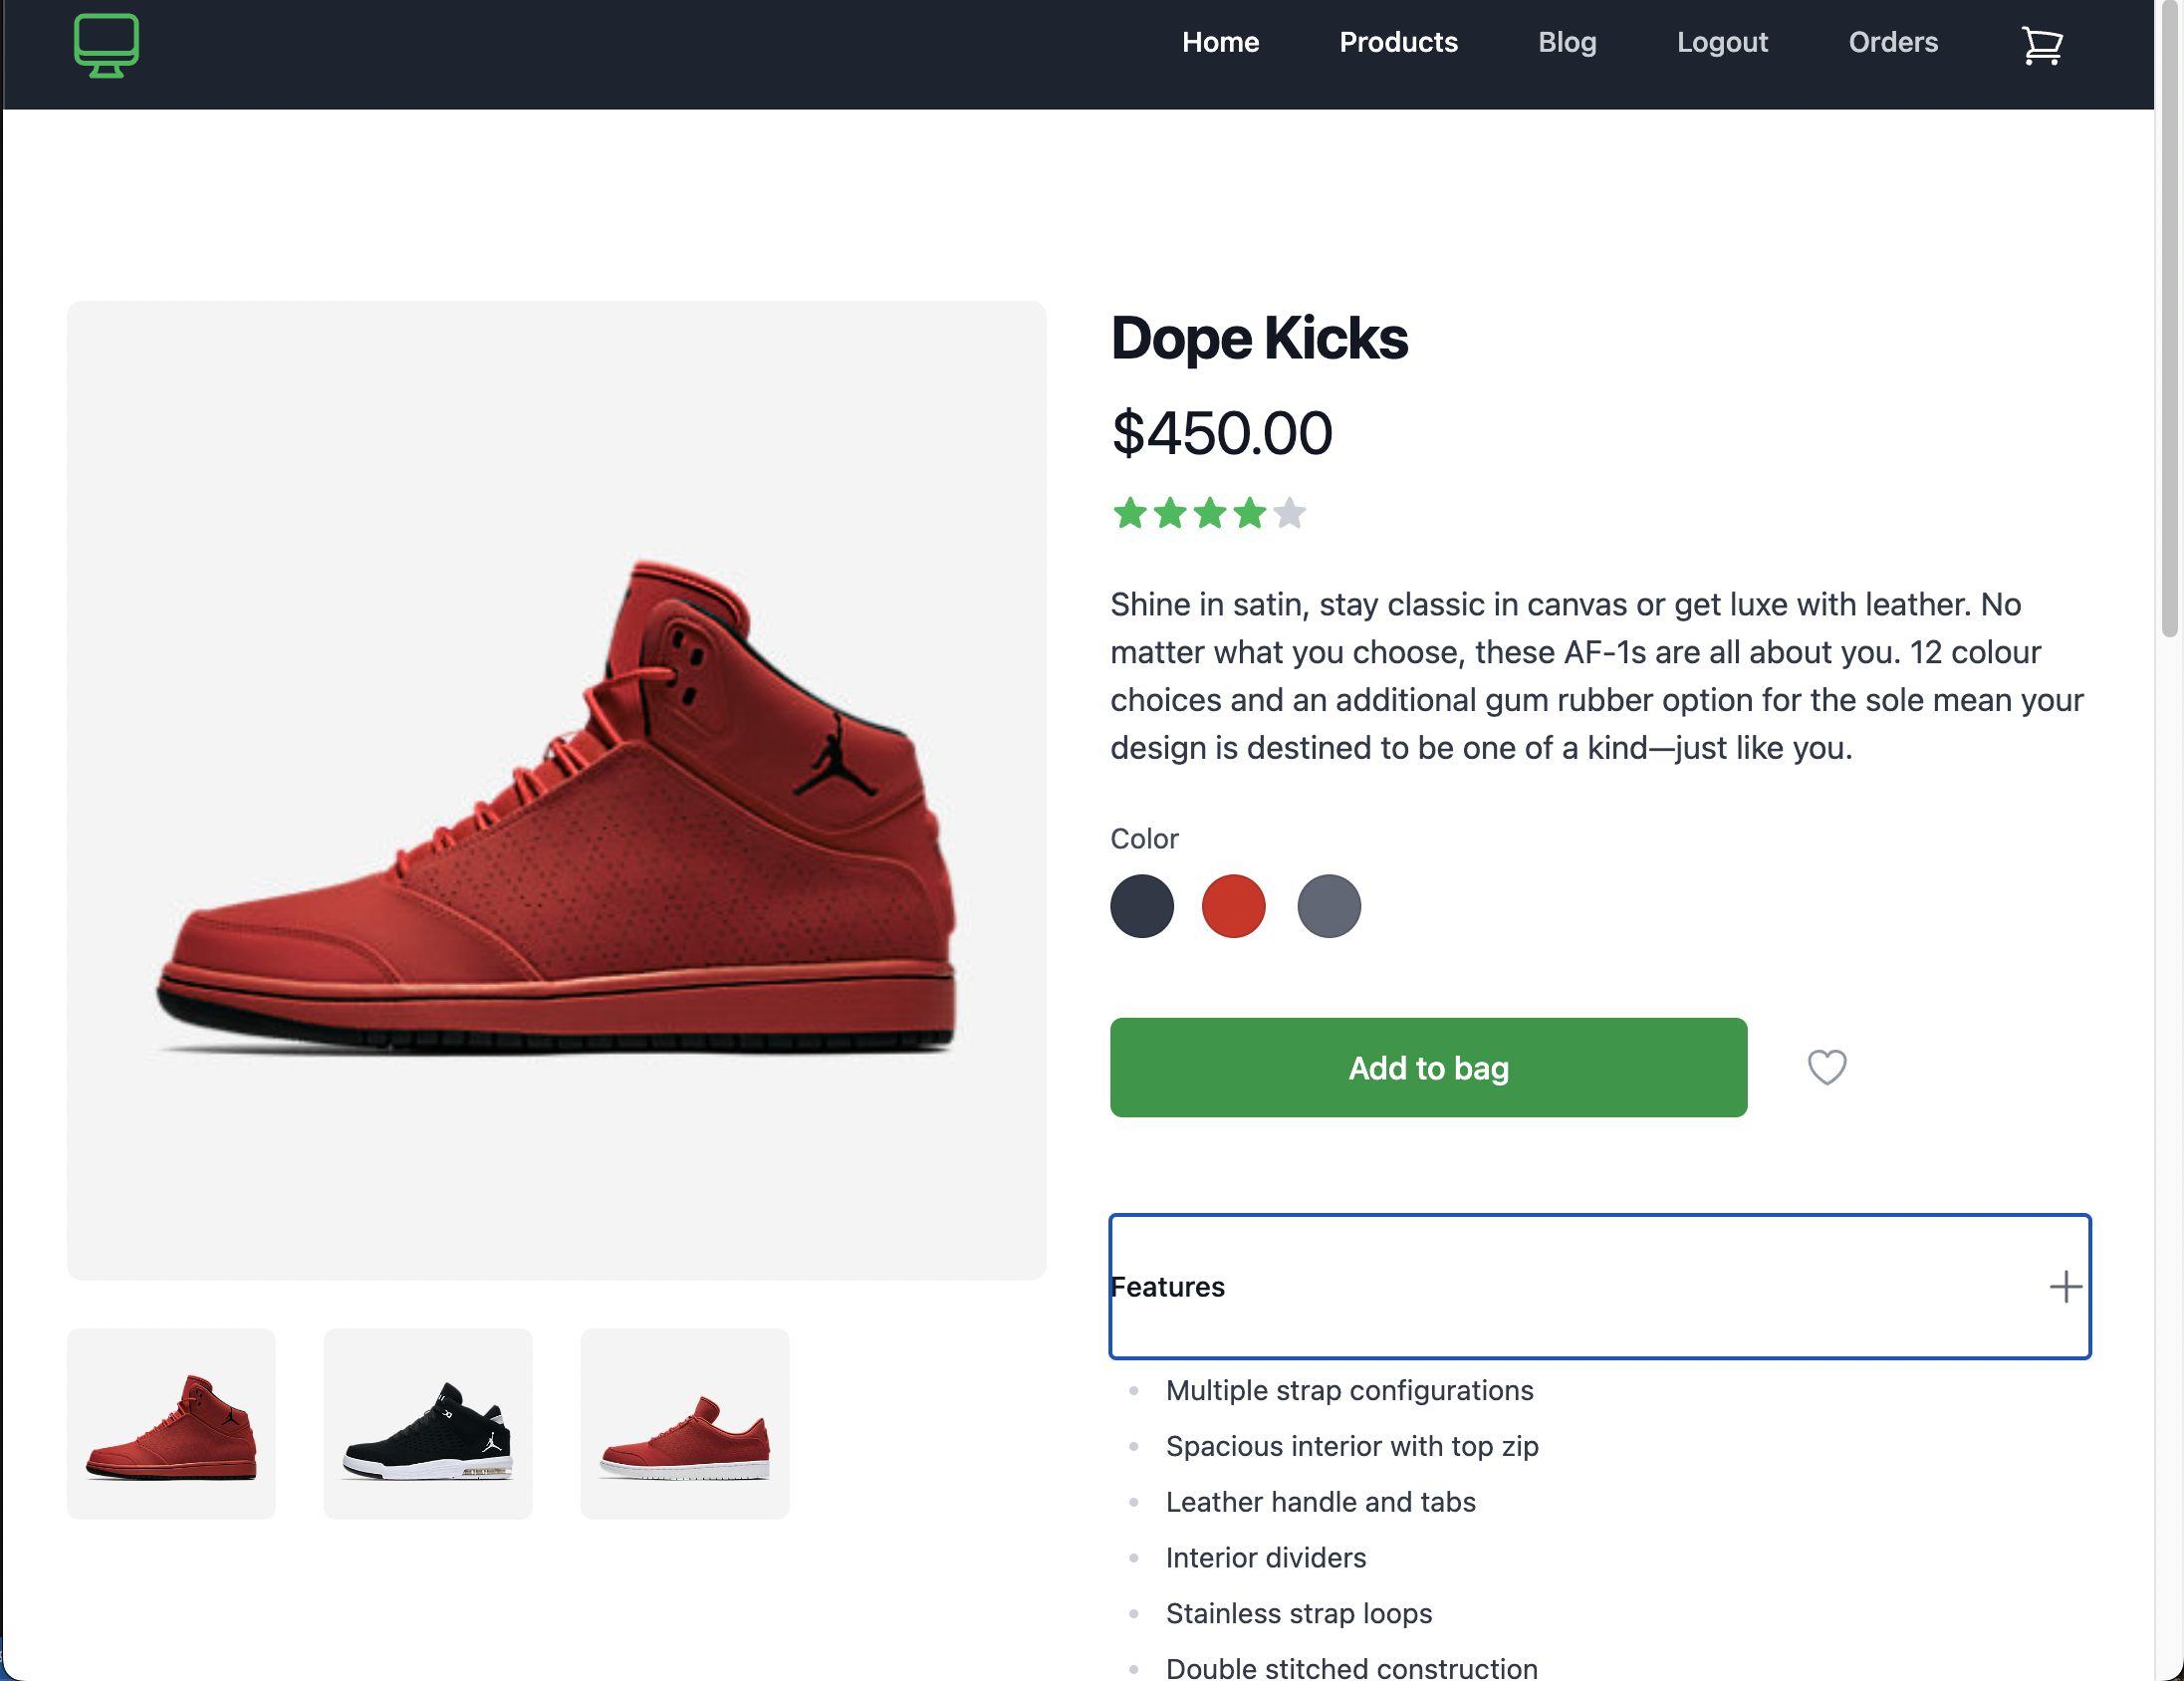 Home Products Blog Logout Orders
Dope Kicks
$450.00
Shine in satin, stay classic in canvas or get luxe with leather. No
matter what you choose, these AF-1s are all about you. 12 colour
choices and an additional gum rubber option for the sole mean your
design is destined to be one of a kind—just like you.
Color
Add to bag
Features
Multiple strap configurations
Spacious interior with top zip
Leather handle and tabs
Interior dividers
Stainless strap loops
Double stitched construction